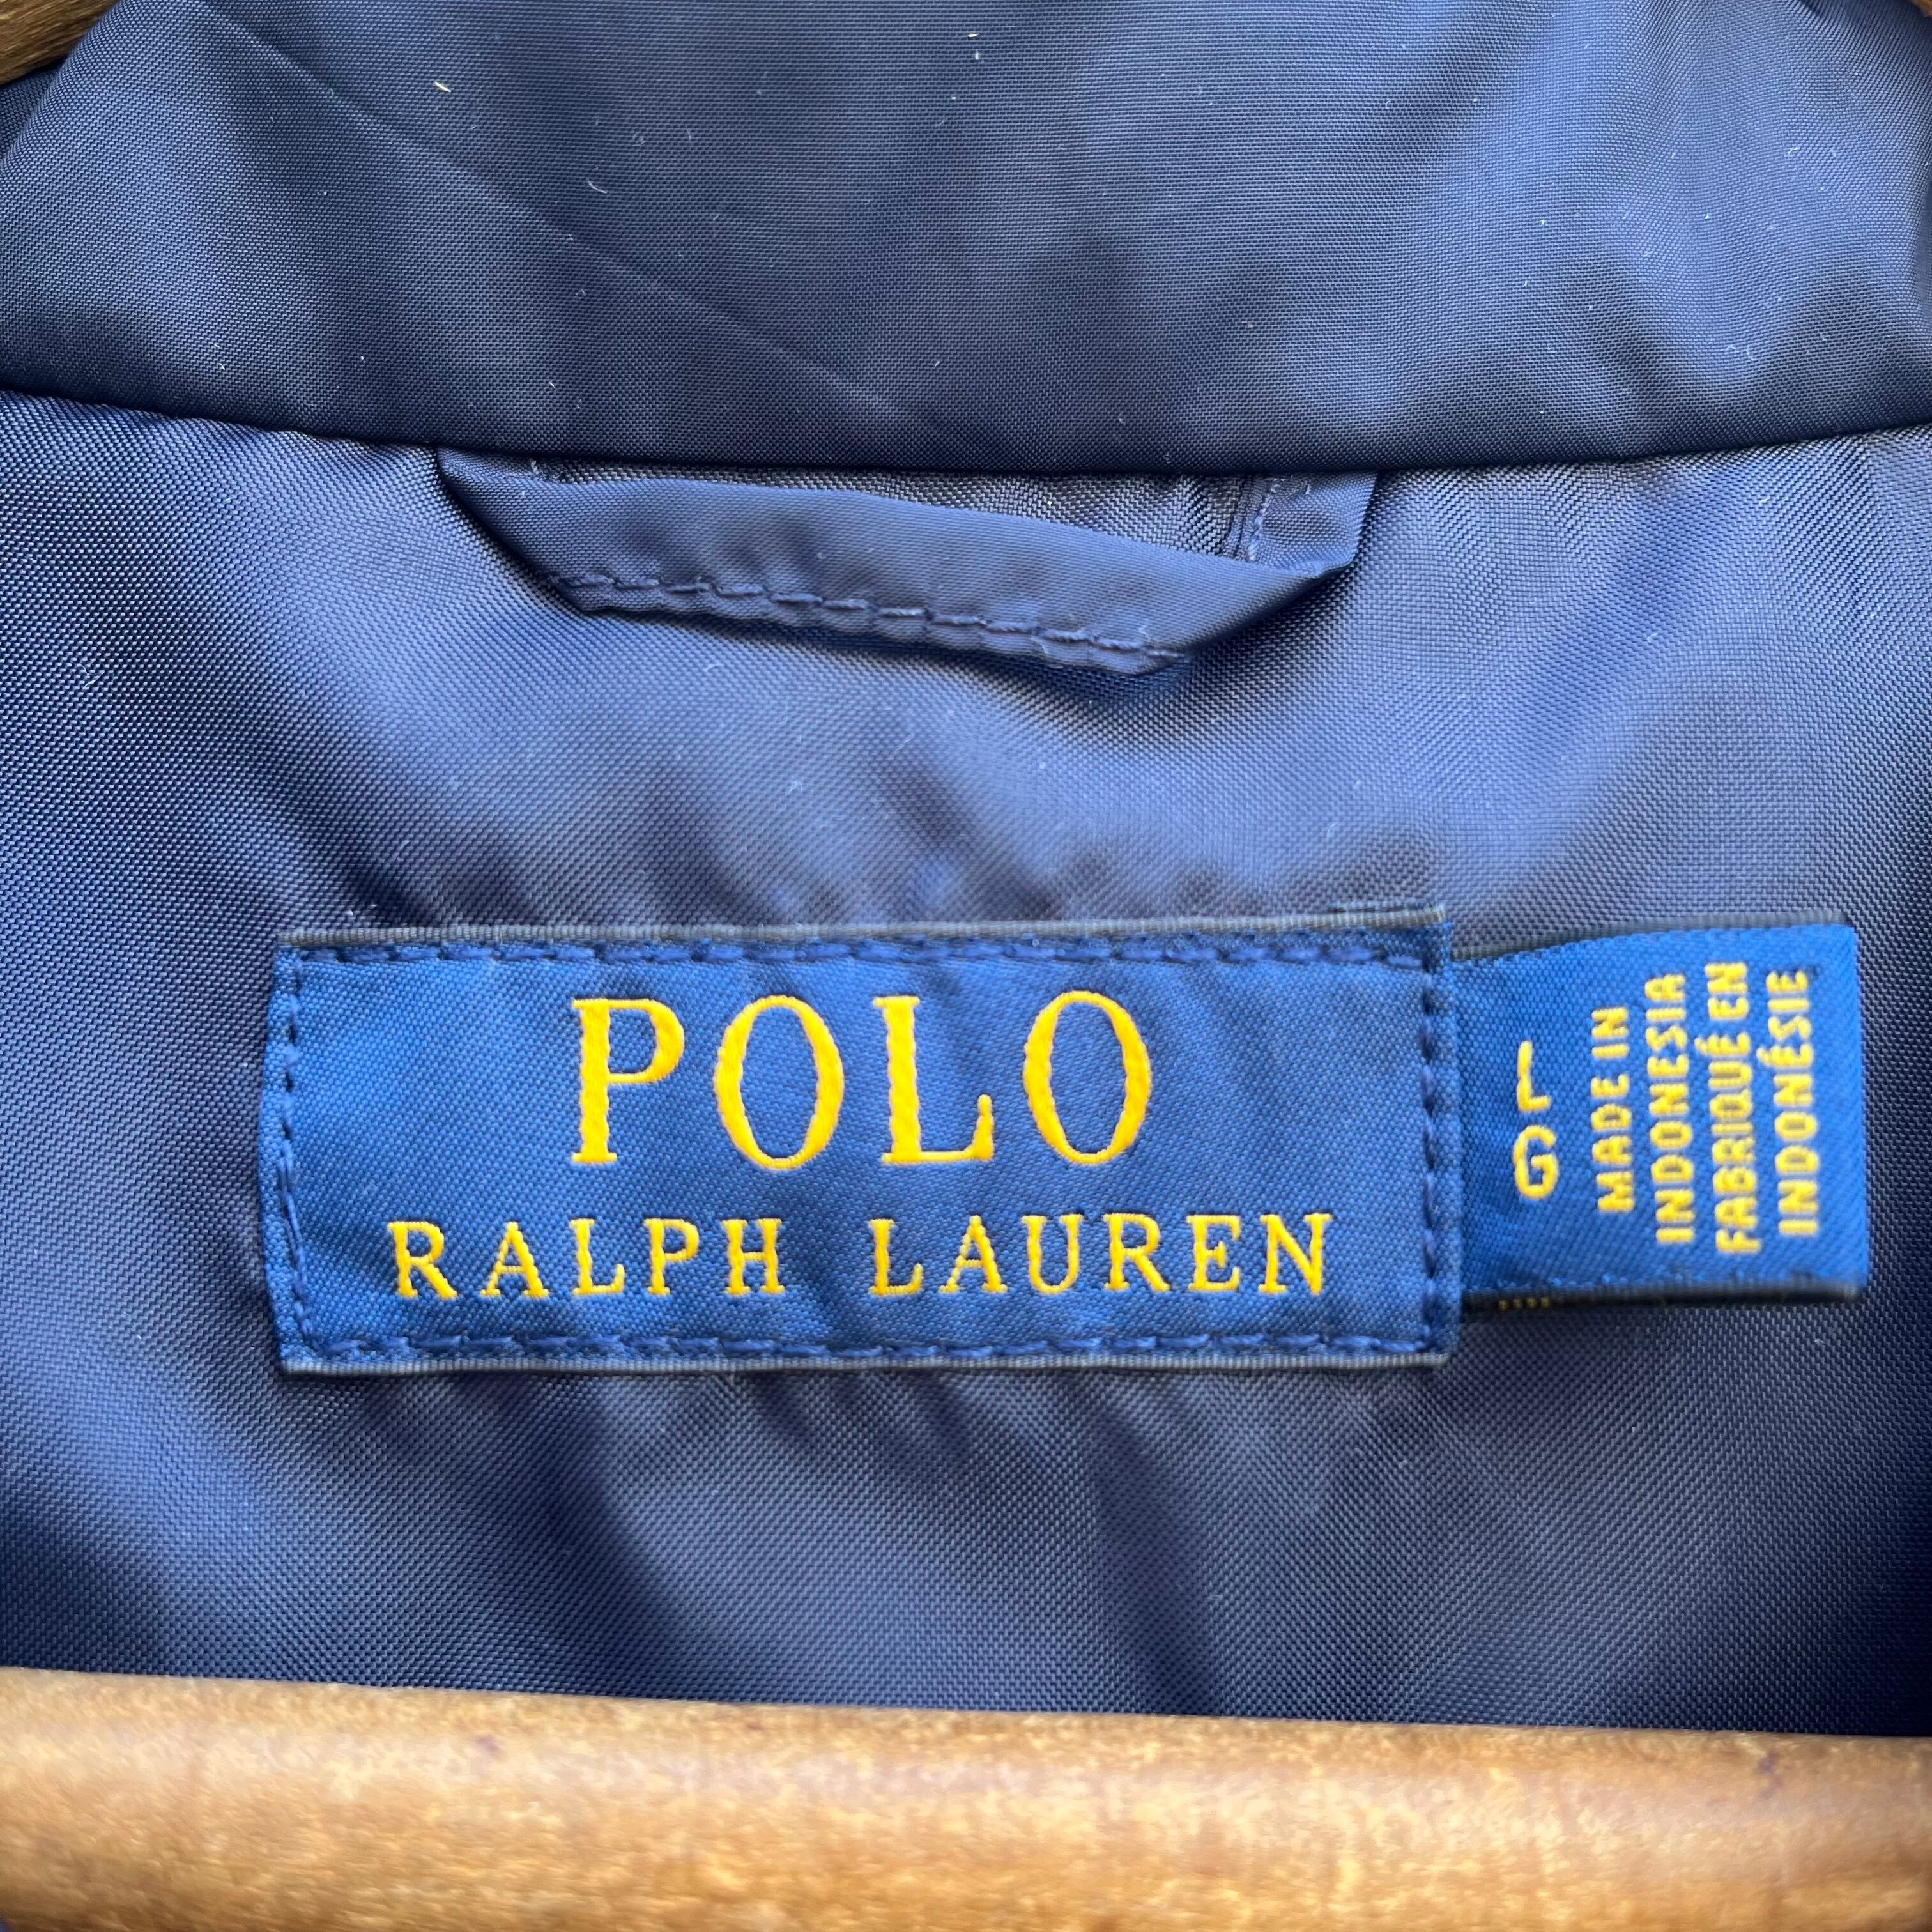 POLO
RALPH LAUREN
L
G
MADE IN
INDONESIA
FABRIQUÉ EN
INDONÉSIE